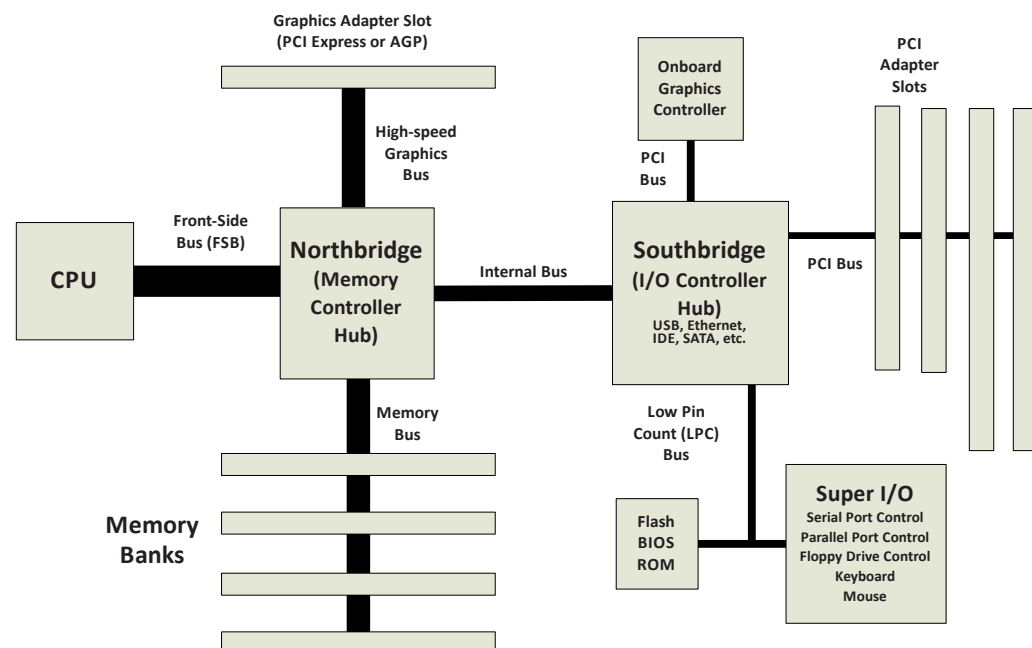 Graphics Adapter Slot
(PCI Express or AGP)
High-speed
Graphics
Bus
Onboard
Graphics
Controller
PCI
Adapter
Slots
PCI
Bus
CPU
Front-Side
Bus (FSB)
Northbridge
(Memory
Controller
Hub)
Internal Bus
Southbridge
(I/O Controller
Hub)
USB, Ethernet,
IDE, SATA, etc.
PCI Bus
Memory
Bus
Low Pin
Count (LPC)
Bus
Memory
Banks
Flash
BIOS
ROM
Super I/O
Serial Port Control
Parallel Port Control
Floppy Drive Control
Keyboard
Mouse